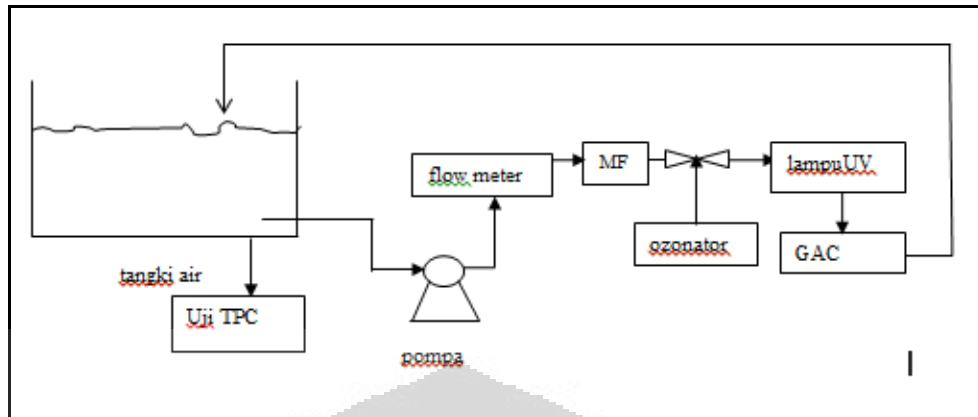 flow meter
MF
lampuUV
ozonator
GAC
tangki air
Uji TPC
pompa